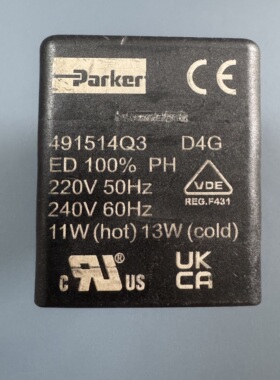 Parker CE
491514Q3 D4G
ED 100% PH
220V 50Hz
240V 60Hz
VDE
REG.F431
11W (hot) 13W (cold)
c RU US
UK
CA